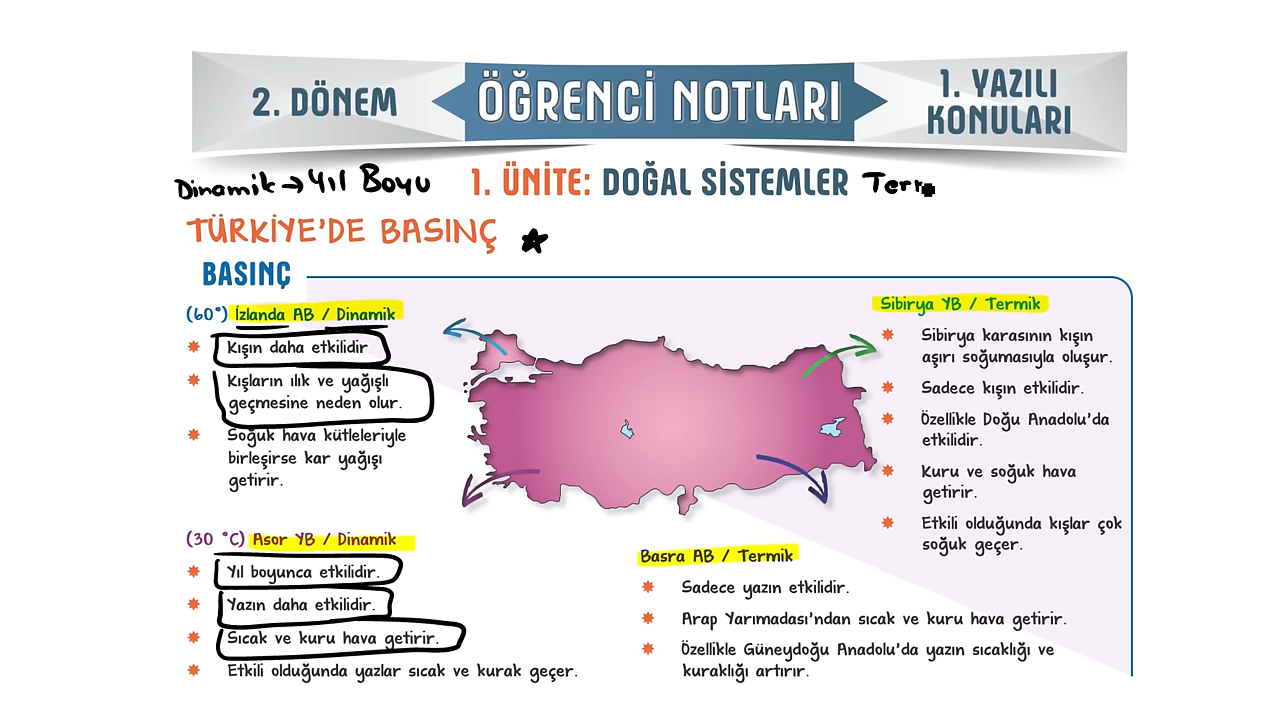 2. DÖNEM
ÖĞRENCİ NOTLARI
1. YAZILI
KONULARI
Dinamik → Yıl Boyu
1. ÜNİTE: DOĞAL SİSTEMLER
TÜRKİYE'DE BASINÇ
BASINÇ
(60°) İzlanda AB / Dinamik
Kışın daha etkilidir
Kışların ılık ve yağışlı
geçmesine neden olur.
Soğuk hava kütleleriyle
birleşirse kar yağışı
getirir.
(30 °C) Asor YB / Dinamik
Yıl boyunca etkilidir.
Yazın daha etkilidir.
Sıcak ve kuru hava getirir.
Etkili olduğunda yazlar sıcak ve kurak geçer.
Sibirya YB / Termik
Sibirya karasının kışın
aşırı soğumasıyla oluşur.
Sadece kışın etkilidir.
Özellikle Doğu Anadolu'da
etkilidir.
Kuru ve soğuk hava
getirir.
Etkili olduğunda kışlar çok
soğuk geçer.
Basra AB / Termik
Sadece yazın etkilidir.
Arap Yarımadası'ndan sıcak ve kuru hava getirir.
Özellikle Güneydoğu Anadolu'da yazın sıcaklığı ve
kuraklığı artırır.